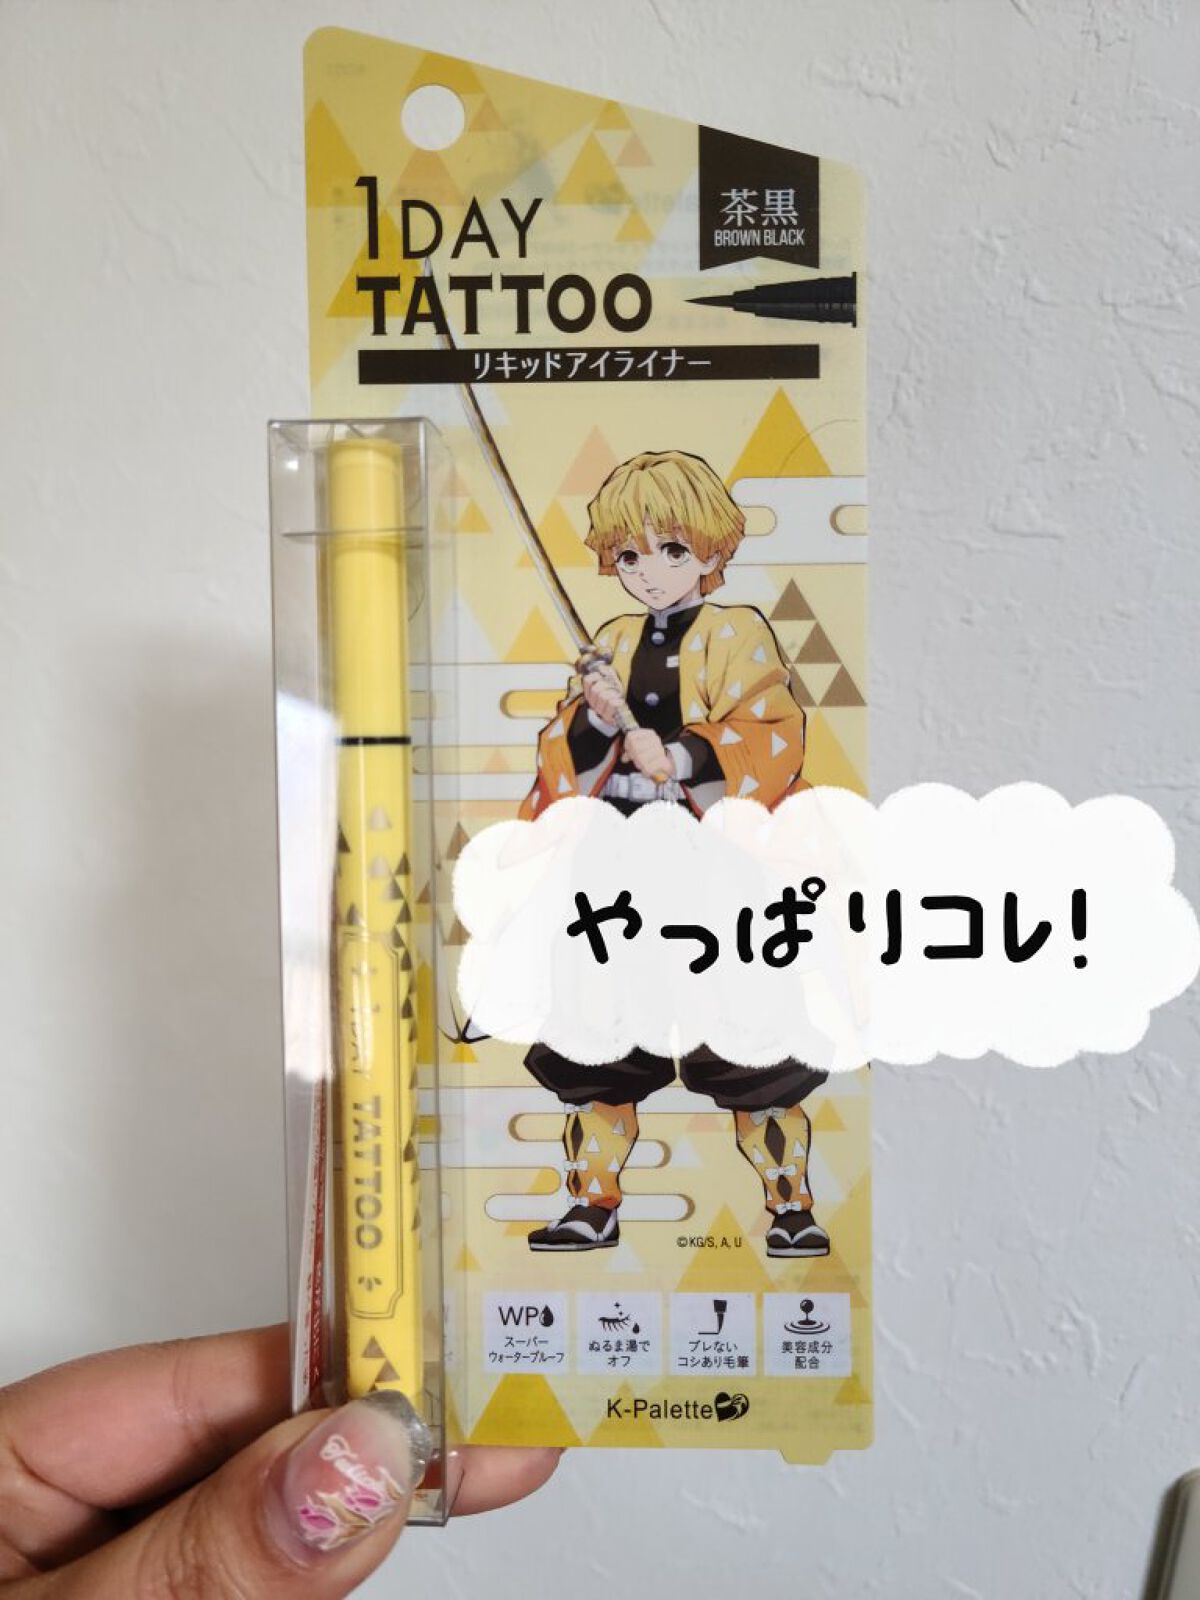 1DAY
TATTOO
茶黒
BROWN BLACK
リキッドアイライナー
やっぱりコレ!
1DAY TATTOO
©KG/S, A, U
WP
スーパー
ウォータープルーフ
ぬるま湯で
オフ
ブレない
コシあり毛筆
美容成分
配合
K-Palette